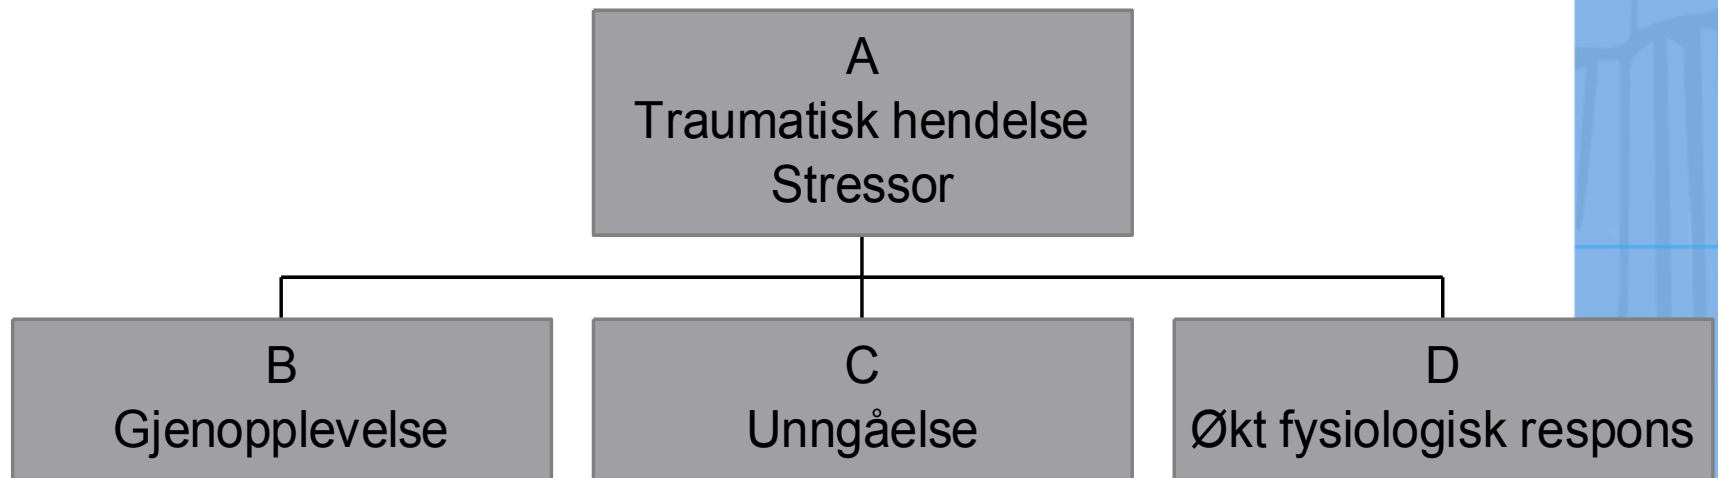 A
Traumatisk hendelse
Stressor
B
Gjenopplevelse
C
Unngåelse
D
Økt fysiologisk respons